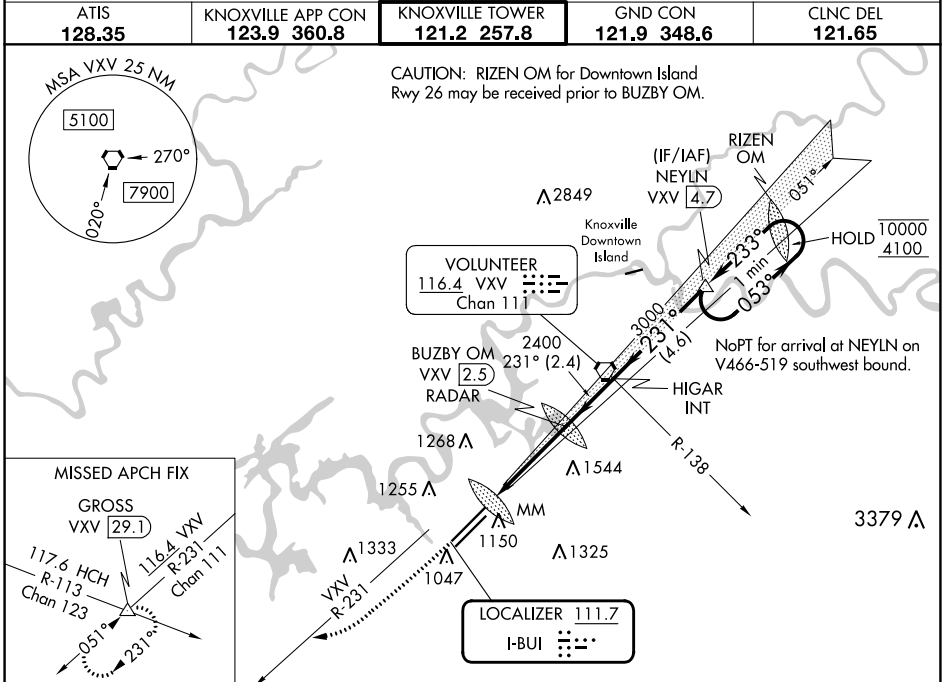 ATIS
128.35
KNOXVILLE APP CON
123.9 360.8
KNOXVILLE TOWER
121.2 257.8
GND CON
121.9 348.6
CLNC DEL
121.65
MSA VXV 25 NM
5100
270°
7900
020°
CAUTION: RIZEN OM for Downtown Island
Rwy 26 may be received prior to BUZBY OM.
RIZEN
OM
(IF/IAF)
NEYLN
VXV 4.7
051°
2849
Knoxville
Downtown
Island
HOLD
10000
4100
233°
1 min
053°
VOLUNTEER
116.4 VXV
Chan 111
3000
231°
(4.6)
NoPT for arrival at NEYLN on
V466-519 southwest bound.
2400
231° (2.4)
BUZBY OM
VXV 2.5
RADAR
HIGAR
INT
R-138
1268
1544
1255
MM
1150
3379
1333
1325
1047
VXV
R-231
LOCALIZER 111.7
I-BUI
MISSED APCH FIX
GROSS
VXV 29.1
117.6 HCH
R-113
Chan 123
116.4 VXV
R-231
Chan 111
051°
231°